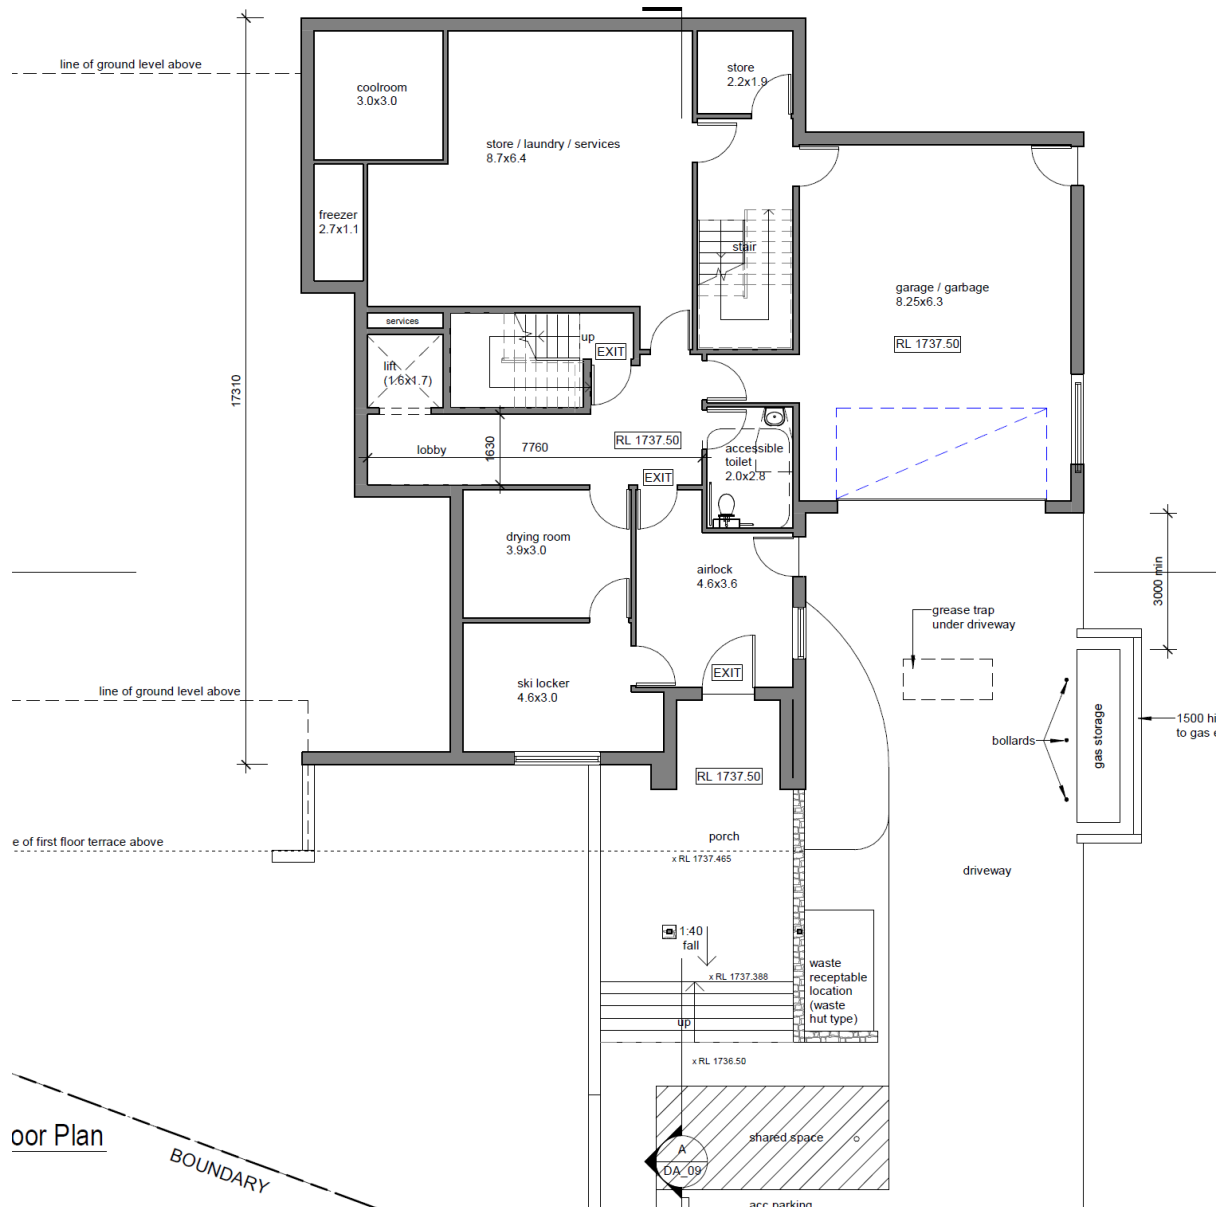 line of ground level above
coolroom
3.0x3.0
store
2.2x1.9
store / laundry / services
8.7x6.4
freezer
2.7x1.1
stair
garage / garbage
8.25x6.3
RL 1737.50
services
up
EXIT
lift
(1.6x1.7)
17310
lobby
1630
7760
RL 1737.50
accessible
toilet
2.0x2.8
EXIT
drying room
3.9x3.0
airlock
4.6x3.6
3000 min
grease trap
under driveway
EXIT
ski locker
4.6x3.0
line of ground level above
bollards
gas storage
1500 hi
to gas
RL 1737.50
porch
x RL 1737.465
e of first floor terrace above
driveway
1:40
fall
x RL 1737.388
waste
receptable
location
(waste
hut type)
up
x RL 1736.50
oor Plan
BOUNDARY
shared space
A
DA_09
acc parking